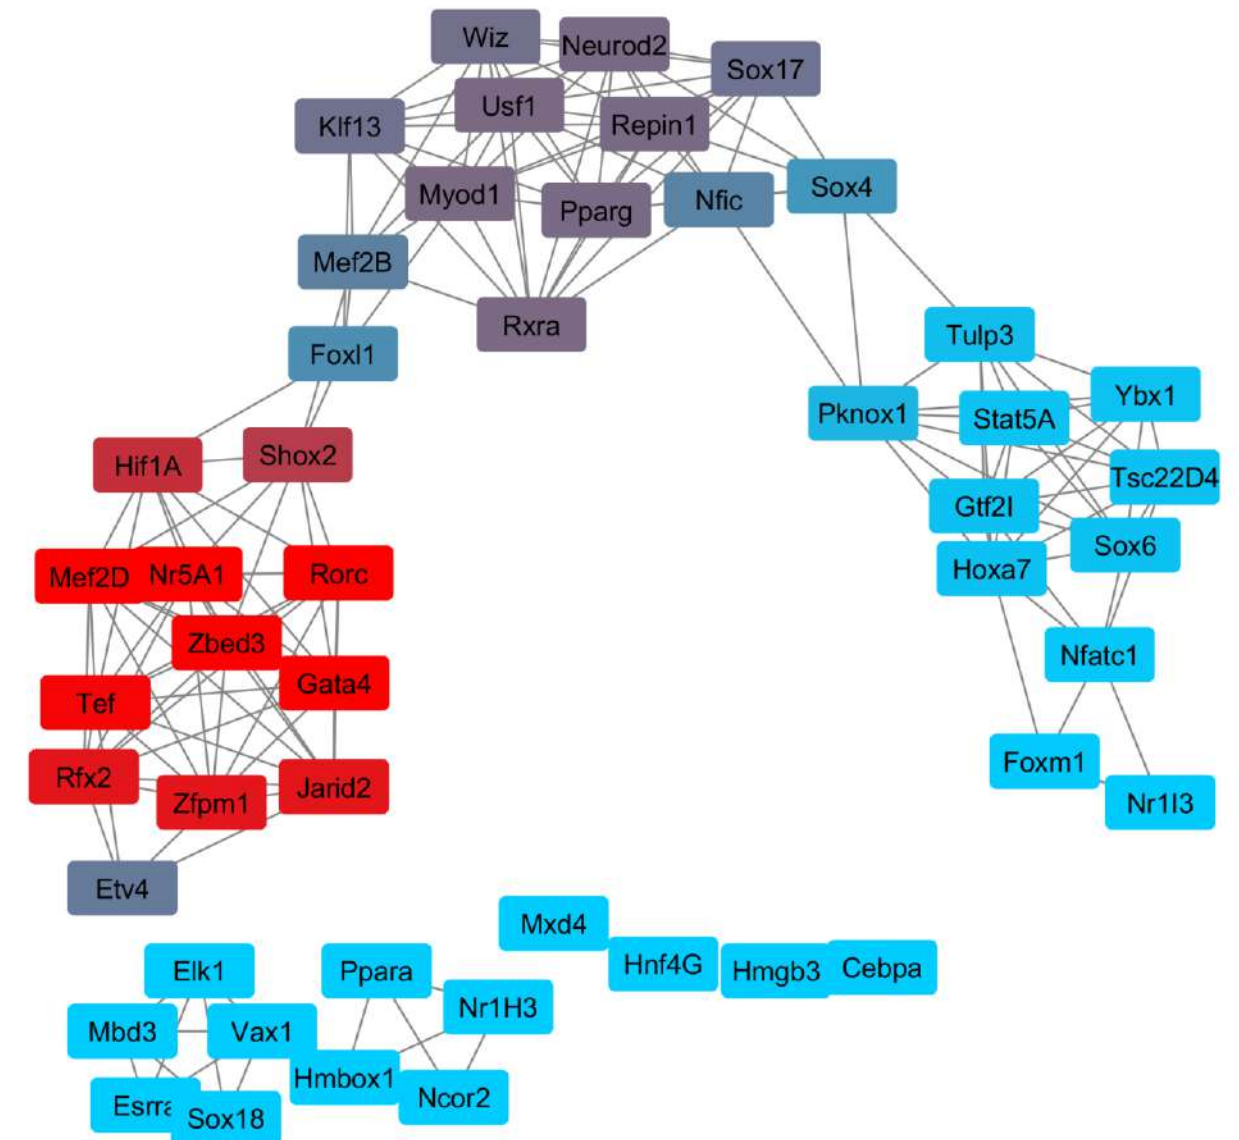 Wiz
Neurod2
Sox17
Usf1
Repin1
Klf13
Myod1
Pparg
Nfic
Sox4
Mef2B
Rxra
Foxl1
Tulp3
Ybx1
Pknox1
Stat5A
Hif1A
Shox2
Tsc22D4
Gtf2I
Sox6
Hoxa7
Mef2D
Nr5A1
Rorc
Zbed3
Nfatc1
Gata4
Tef
Foxm1
Rfx2
Zfpm1
Jarid2
Nr1I3
Etv4
Mxd4
Elk1
Ppara
Hnf4G
Hmgb3
Cebpa
Nr1H3
Mbd3
Vax1
Hmbox1
Ncor2
Esrra
Sox18